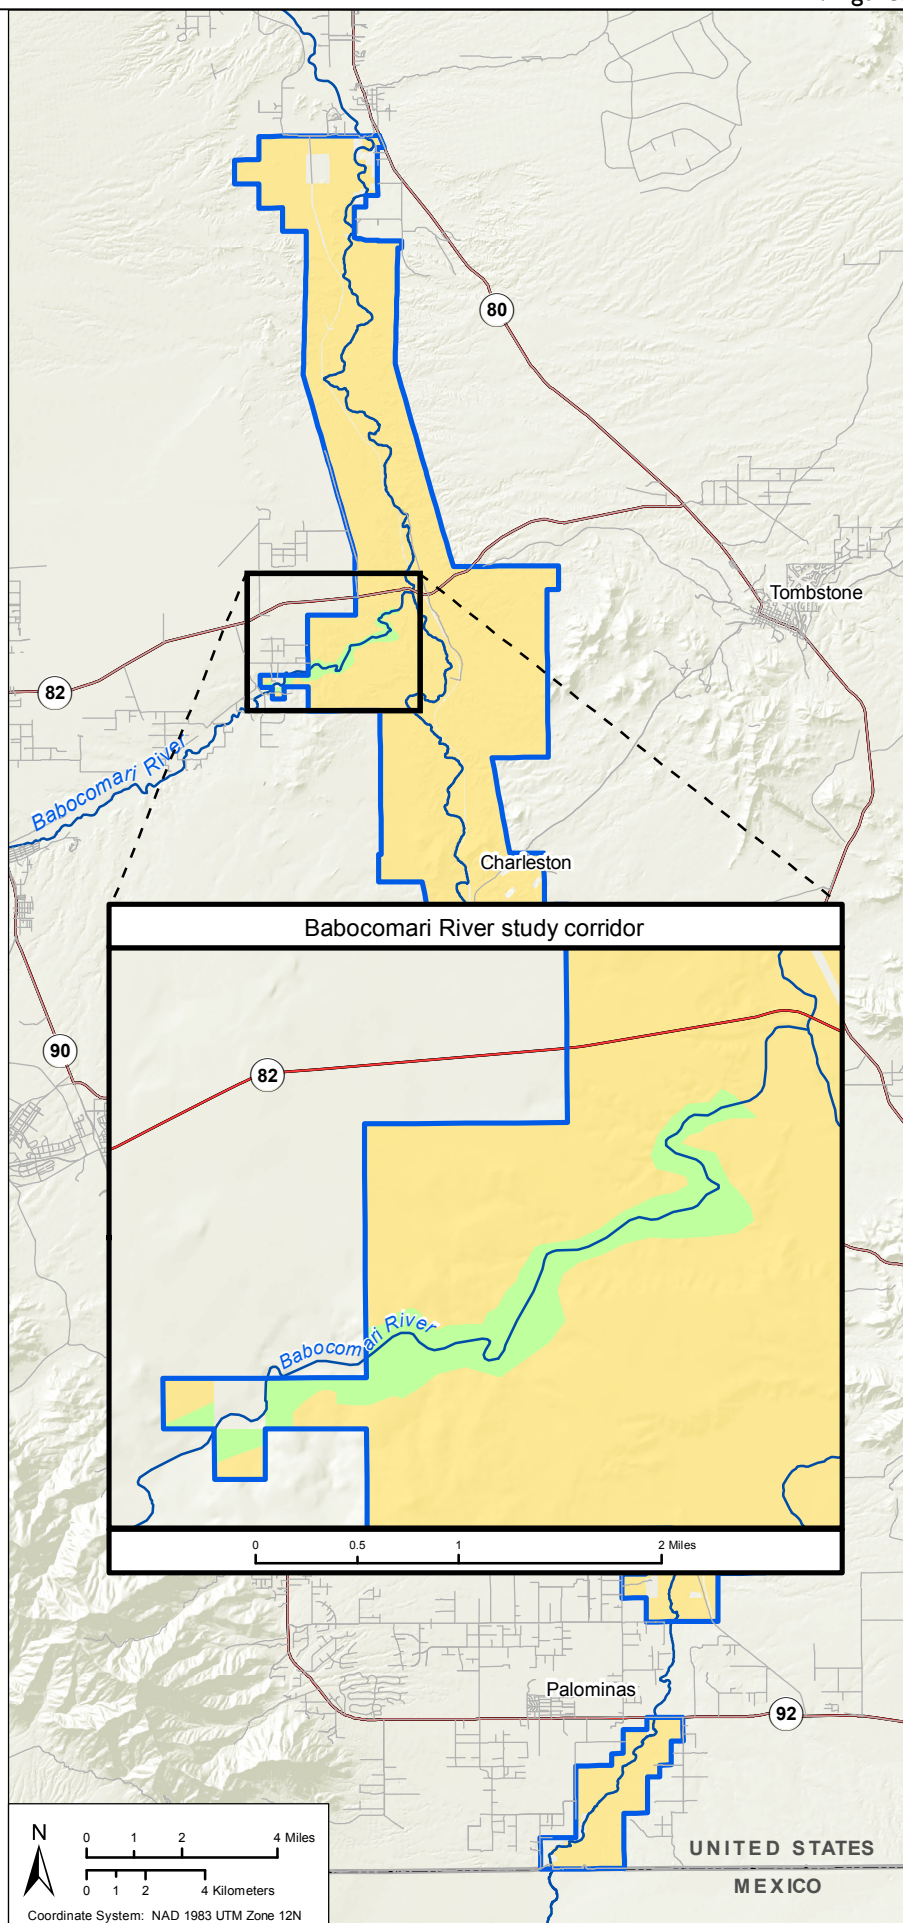 80
Tombstone
82
Babocomari River
Charleston
Babocomari River study corridor
90
82
Babocomari River
0 0.5 1 2 Miles
Palominas
92
N
0 1 2 4 Miles
0 1 2 4 Kilometers
Coordinate System: NAD 1983 UTM Zone 12N
UNITED STATES
MEXICO